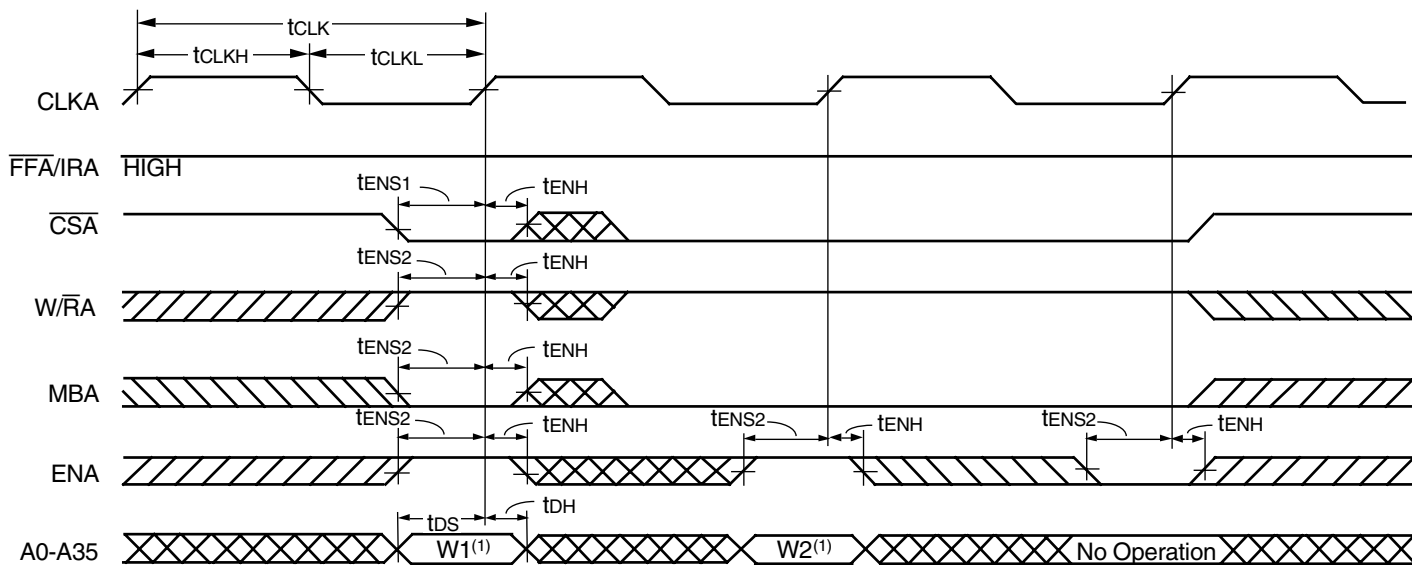 tCLK
tCLKH tCLKL
CLKA
FFA/IRA HIGH
tENS1 tENH
CSA
tENS2 tENH
W/RA
tENS2 tENH
MBA
tENS2 tENH tENS2 tENH tENS2 tENH
ENA
tDS tDH
A0-A35 W1(1) W2(1) No Operation